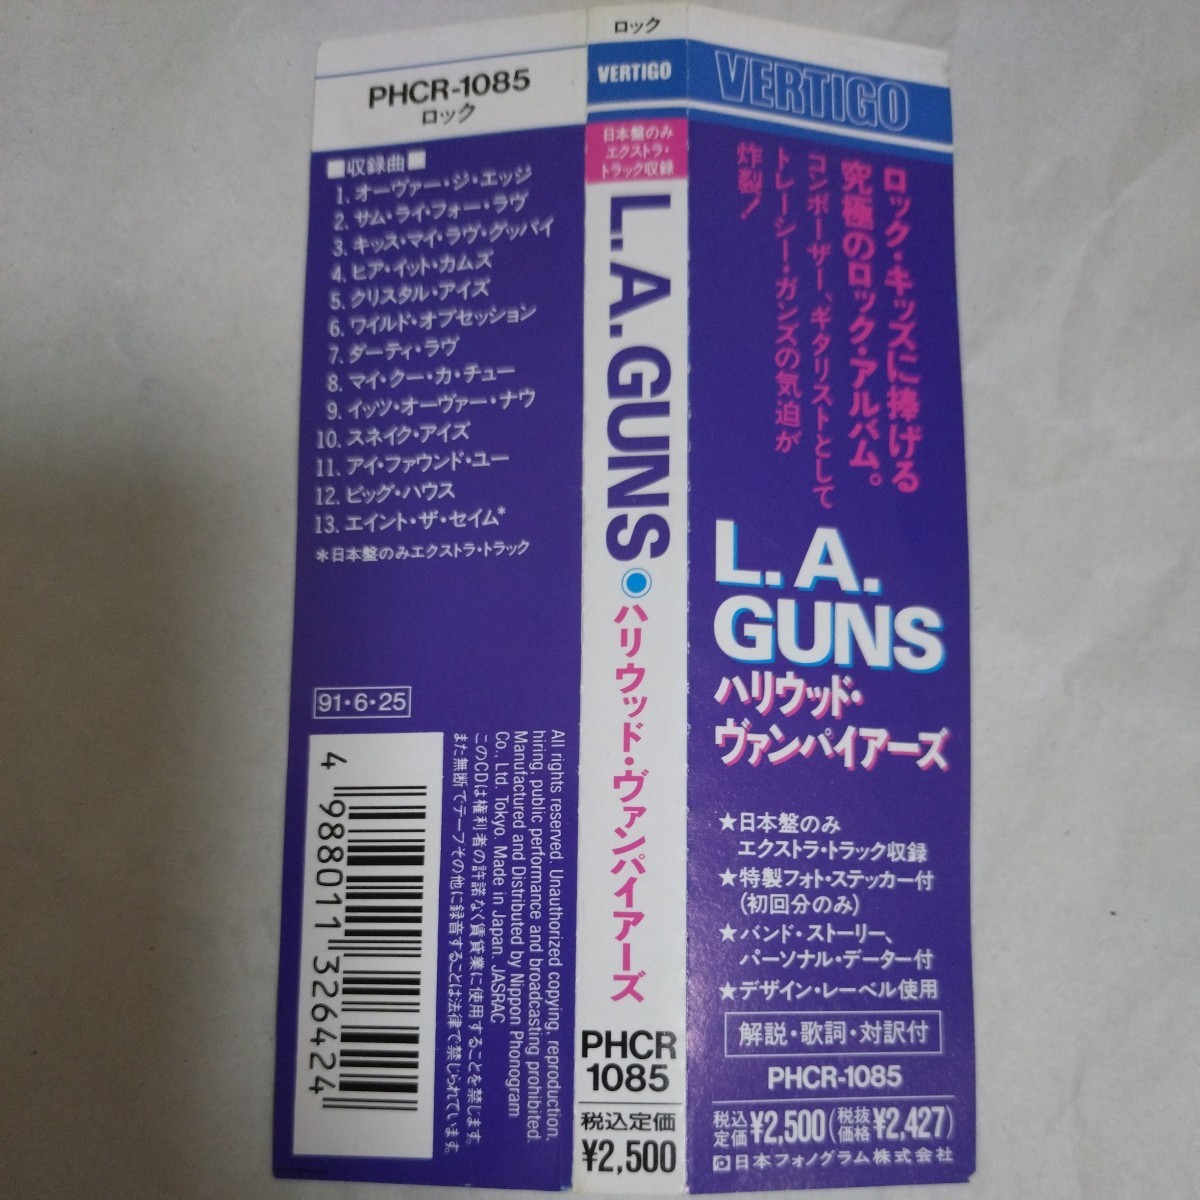 PHCR-1085
ロック
■収録曲■
1. オーヴァー・ジ・エッジ
2. サム・ライ・フォー・ラヴ
3. キッス・マイ・ラヴ・グッバイ
4. ヒア・イット・カムズ
5. クリスタル・アイズ
6. ワイルド・オブセッション
7. ダーティ・ラヴ
8. マイ・クー・カ・チュー
9. イッツ・オーヴァー・ナウ
10. スネイク・アイズ
11. アイ・ファウンド・ユー
12. ビッグ・ハウス
13. エイント・ザ・セイム*
*日本盤のみエクストラ・トラック
91・6・25
4 988011 326424
All rights reserved. Unauthorized copying, reproduction,
hiring, public performance and broadcasting prohibited.
Manufactured and Distributed by Nippon Phonogram
Co., Ltd. Tokyo. Made in Japan. JASRAC
このCDは権利者の許諾なく賃貸業に使用することを禁じます。
また無断でテープその他に録音することは法律で禁じられています。
ロック
VERTIGO
日本盤のみ
エクストラ・
トラック収録
L.A.GUNS
ハリウッド・ヴァンパイアーズ
PHCR
1085
税込定価
¥2,500
VERTIGO
ロック・キッズに捧げる
究極のロック・アルバム。
コンポーザー、ギタリストとして
トレーシー・ガンズの気迫が
炸裂!
L.A.
GUNS
ハリウッド・
ヴァンパイアーズ
★日本盤のみ
エクストラ・トラック収録
★特製フォト・ステッカー付
(初回分のみ)
★バンド・ストーリー、
パーソナル・データー付
★デザイン・レーベル使用
解説・歌詞・対訳付
PHCR-1085
税込定価¥2,500(税抜価格¥2,427)
日本フォノグラム株式会社